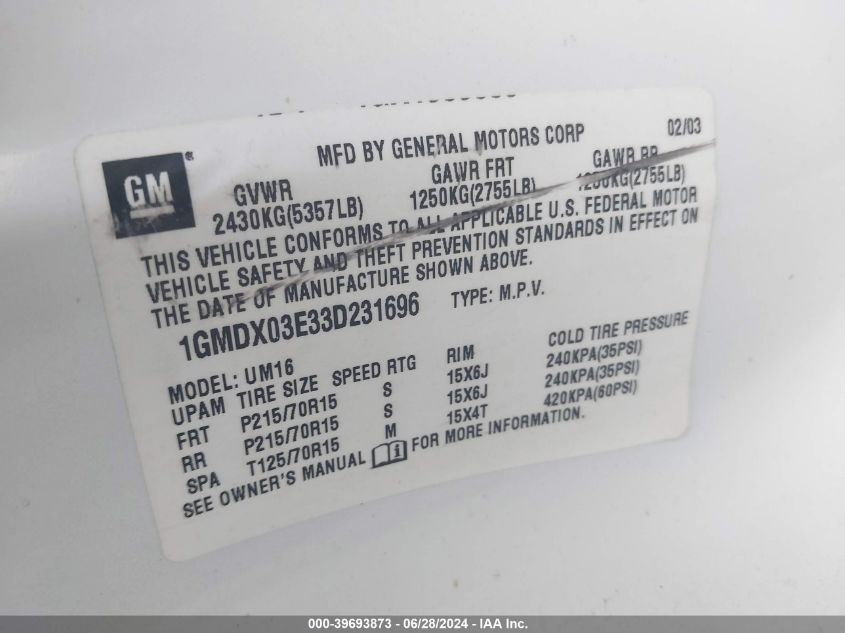 MFD BY GENERAL MOTORS CORP 02/03
GM ®
GVWR GAWR FRT GAWR RR
2430KG(5357LB) 1250KG(2755LB) 1250KG(2755LB)
THIS VEHICLE CONFORMS TO ALL APPLICABLE U.S. FEDERAL MOTOR
VEHICLE SAFETY AND THEFT PREVENTION STANDARDS IN EFFECT ON
THE DATE OF MANUFACTURE SHOWN ABOVE.
1GMDX03E33D231696 TYPE: M.P.V.
MODEL: UM16
UPAM TIRE SIZE SPEED RTG RIM COLD TIRE PRESSURE
FRT P215/70R15 S 15X6J 240KPA(35PSI)
RR P215/70R15 S 15X6J 240KPA(35PSI)
SPA T125/70R15 M 15X4T 420KPA(60PSI)
SEE OWNER'S MANUAL FOR MORE INFORMATION.
000-39693873 - 06/28/2024 - IAA Inc.